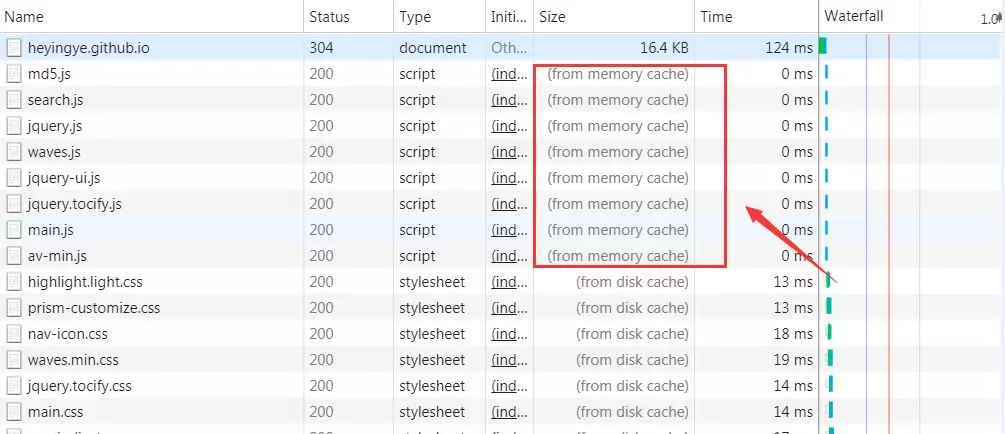 Name Status Type Initi... Size Time Waterfall 1.0
heyingye.github.io 304 document Oth... 16.4 KB 124 ms
md5.js 200 script (ind... (from memory cache) 0 ms
search.js 200 script (ind... (from memory cache) 0 ms
jquery.js 200 script (ind... (from memory cache) 0 ms
waves.js 200 script (ind... (from memory cache) 0 ms
jquery-ui.js 200 script (ind... (from memory cache) 0 ms
jquery.tocify.js 200 script (ind... (from memory cache) 0 ms
main.js 200 script (ind... (from memory cache) 0 ms
av-min.js 200 script (ind... (from memory cache) 0 ms
highlight.light.css 200 stylesheet (ind... (from disk cache) 13 ms
prism-customize.css 200 stylesheet (ind... (from disk cache) 13 ms
nav-icon.css 200 stylesheet (ind... (from disk cache) 18 ms
waves.min.css 200 stylesheet (ind... (from disk cache) 19 ms
jquery.tocify.css 200 stylesheet (ind... (from disk cache) 14 ms
main.css 200 stylesheet (ind... (from disk cache) 14 ms